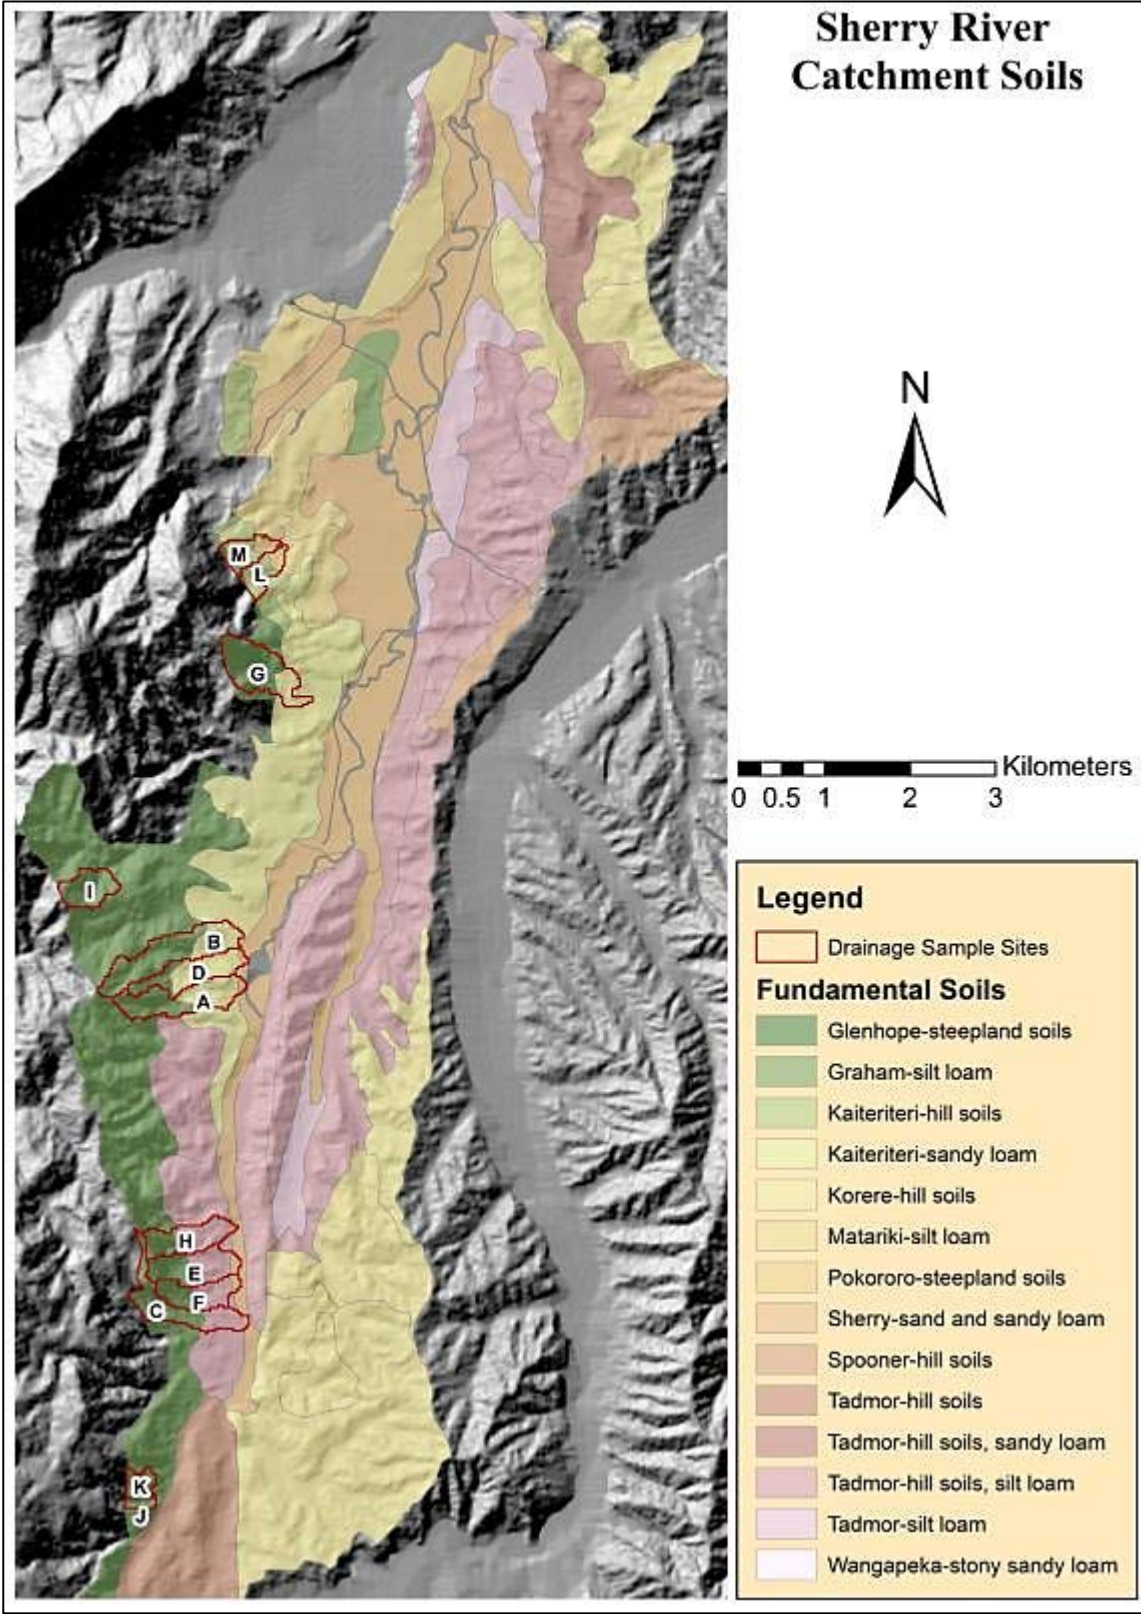 Sherry River
Catchment Soils
N
Kilometers
0 0.5 1 2 3
M
L
G
I
B
D
A
H
E
F
C
K
J
Legend
Drainage Sample Sites
Fundamental Soils
Glenhope-steepland soils
Graham-silt loam
Kaiteriteri-hill soils
Kaiteriteri-sandy loam
Korere-hill soils
Matariki-silt loam
Pokororo-steepland soils
Sherry-sand and sandy loam
Spooner-hill soils
Tadmor-hill soils
Tadmor-hill soils, sandy loam
Tadmor-hill soils, silt loam
Tadmor-silt loam
Wangapeka-stony sandy loam